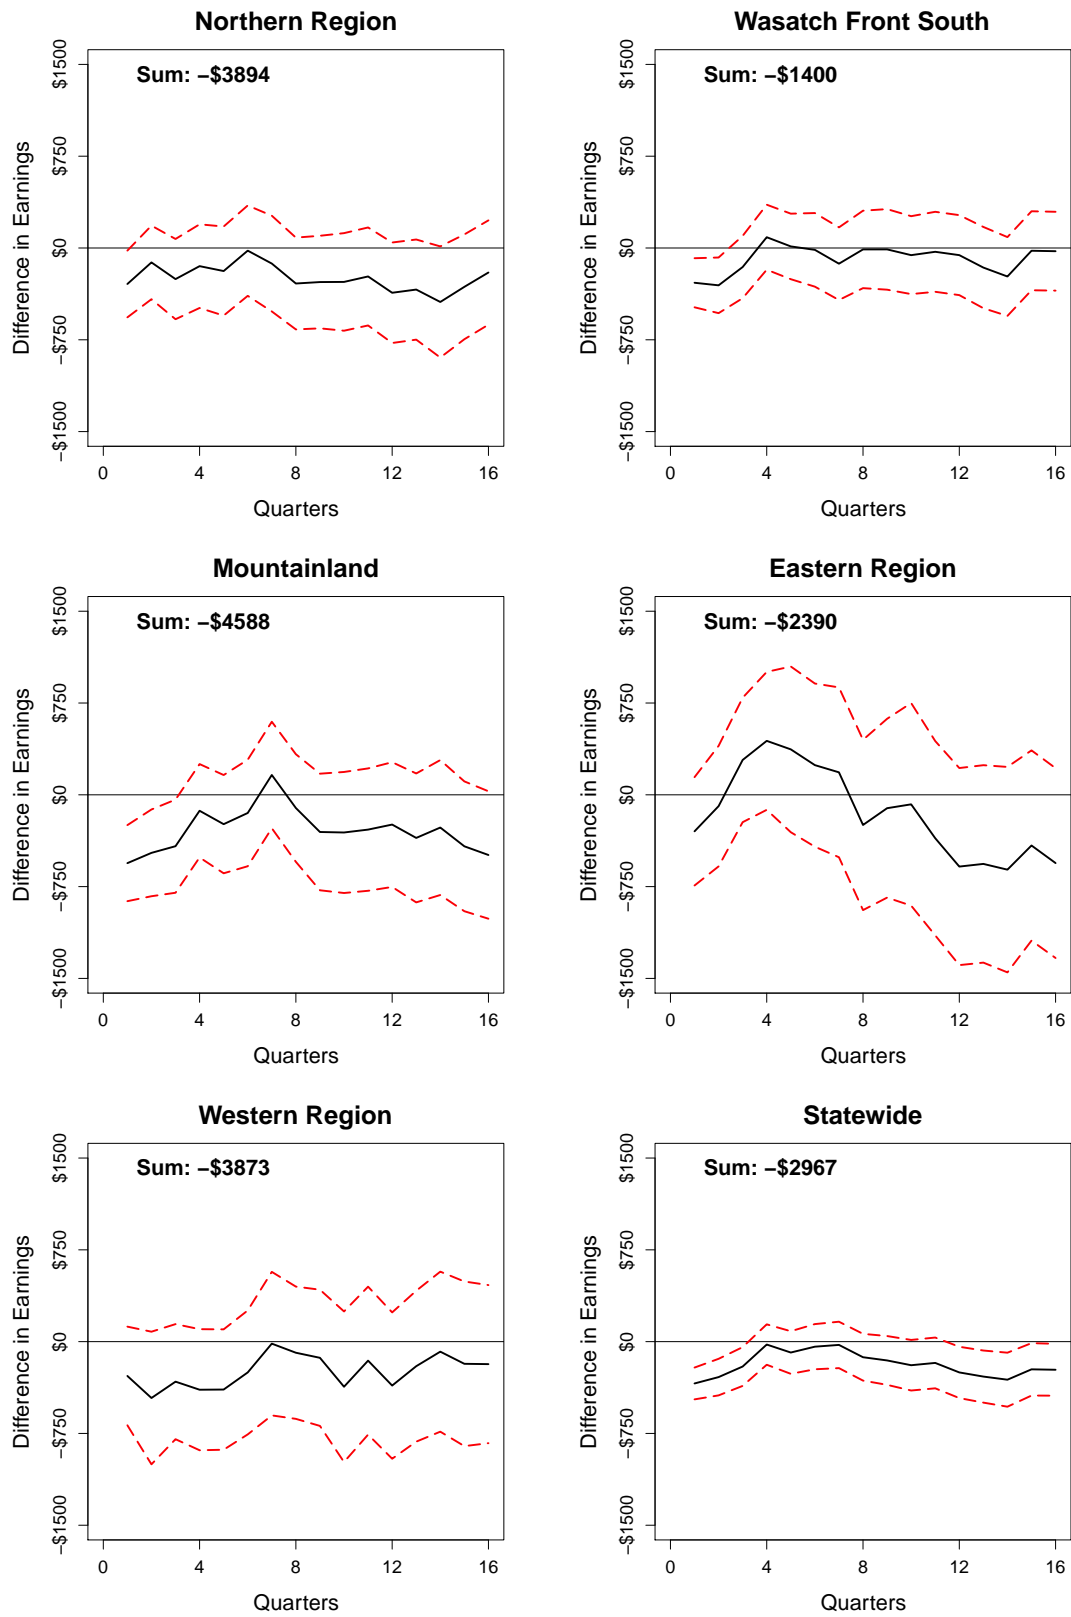 Northern Region
Sum: −$3894
Difference in Earnings
$1500
$750
$0
−$750
−$1500
0 4 8 12 16
Quarters
Wasatch Front South
Sum: −$1400
Difference in Earnings
$1500
$750
$0
−$750
−$1500
0 4 8 12 16
Quarters
Mountainland
Sum: −$4588
Difference in Earnings
$1500
$750
$0
−$750
−$1500
0 4 8 12 16
Quarters
Eastern Region
Sum: −$2390
Difference in Earnings
$1500
$750
$0
−$750
−$1500
0 4 8 12 16
Quarters
Western Region
Sum: −$3873
Difference in Earnings
$1500
$750
$0
−$750
−$1500
0 4 8 12 16
Quarters
Statewide
Sum: −$2967
Difference in Earnings
$1500
$750
$0
−$750
−$1500
0 4 8 12 16
Quarters